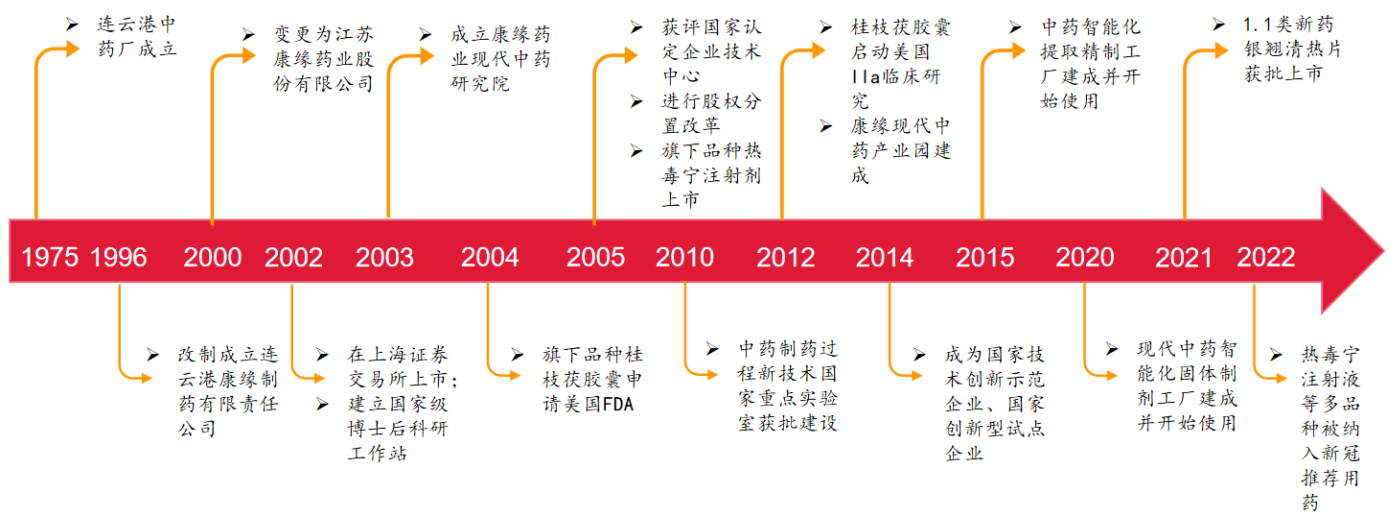 ➢ 连云港中
药厂成立
➢ 变更为江苏
康缘药业股
份有限公司
➢ 成立康缘药
业现代中药
研究院
➢ 获评国家认
定企业技术
中心
➢ 进行股权分
置改革
➢ 旗下品种热
毒宁注射剂
上市
➢ 桂枝茯胶囊
启动美国
IIa临床研
究
➢ 康缘现代中
药产业园建
成
➢ 中药智能化
提取精制工
厂建成并开
始使用
➢ 1.1类新药
银翘清热片
获批上市
1975 1996 2000 2002 2003 2004 2005 2010 2012 2014 2015 2020 2021 2022
➢ 改制成立连
云港康缘制
药有限责任
公司
➢ 在上海证券
交易所上市；
➢ 建立国家级
博士后科研
工作站
➢ 旗下品种桂
枝茯胶囊申
请美国FDA
➢ 中药制药过
程新技术国
家重点实验
室获批建设
➢ 成为国家技
术创新示范
企业、国家
创新型试点
企业
➢ 现代中药智
能化固体制
剂工厂建成
并开始使用
➢ 热毒宁
注射液
等多品
种被纳
入新冠
推荐用
药